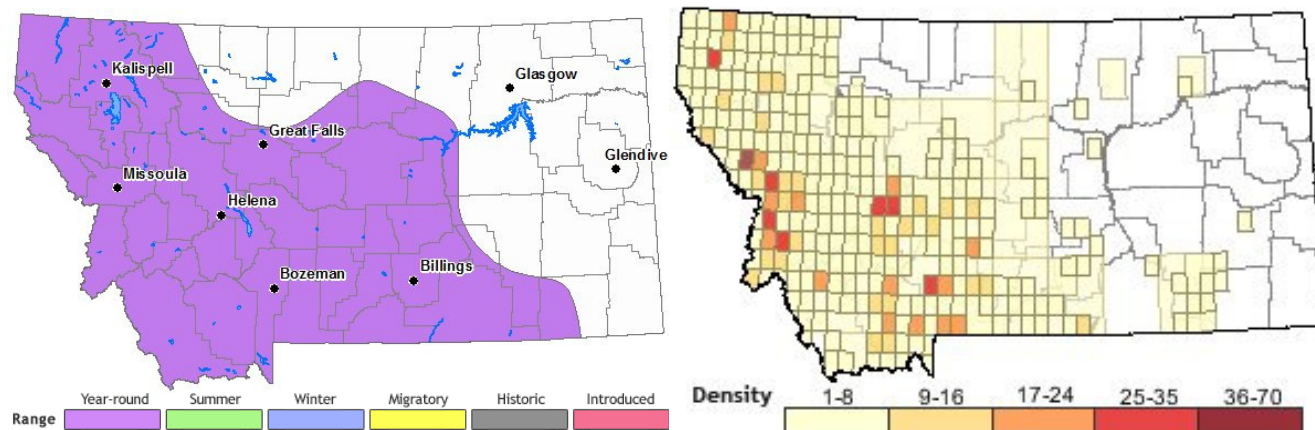 Kalispell
Glasgow
Great Falls
Glendive
Missoula
Helena
Bozeman
Billings
Year-round Summer Winter Migratory Historic Introduced
Range
Density 1-8 9-16 17-24 25-35 36-70